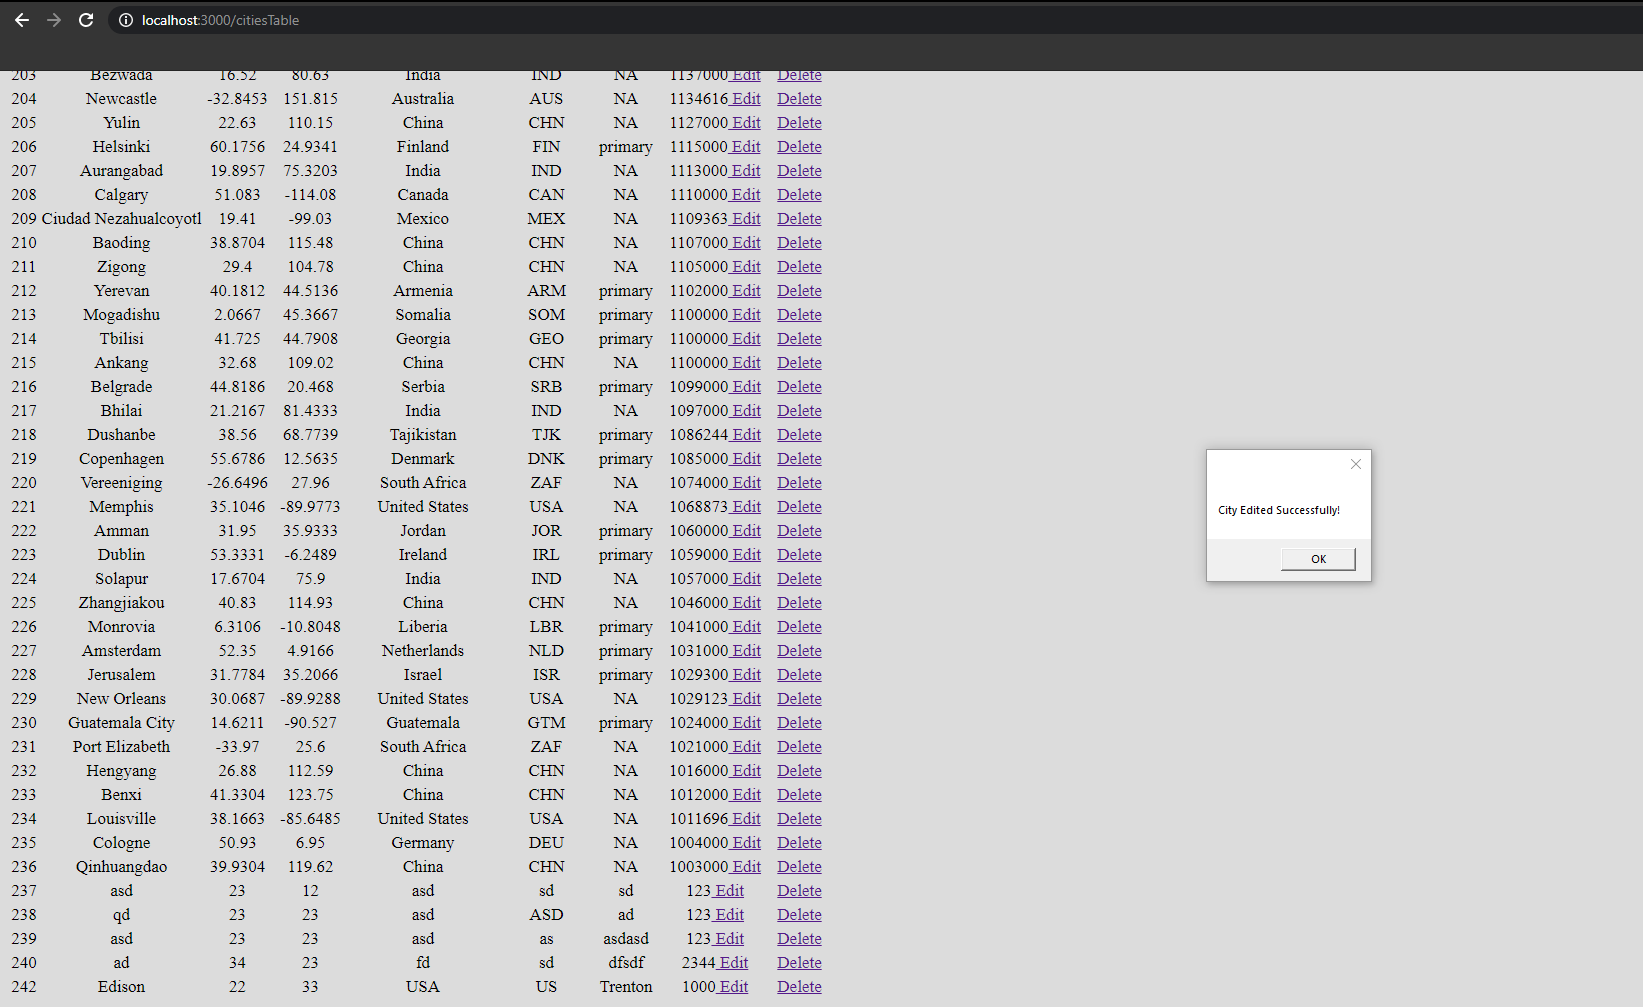 localhost:3000/citiesTable
203 Bezwada 16.52 80.63 India IND NA 1137000 Edit Delete
204 Newcastle -32.8453 151.815 Australia AUS NA 1134616 Edit Delete
205 Yulin 22.63 110.15 China CHN NA 1127000 Edit Delete
206 Helsinki 60.1756 24.9341 Finland FIN primary 1115000 Edit Delete
207 Aurangabad 19.8957 75.3203 India IND NA 1113000 Edit Delete
208 Calgary 51.083 -114.08 Canada CAN NA 1110000 Edit Delete
209 Ciudad Nezahualcoyotl 19.41 -99.03 Mexico MEX NA 1109363 Edit Delete
210 Baoding 38.8704 115.48 China CHN NA 1107000 Edit Delete
211 Zigong 29.4 104.78 China CHN NA 1105000 Edit Delete
212 Yerevan 40.1812 44.5136 Armenia ARM primary 1102000 Edit Delete
213 Mogadishu 2.0667 45.3667 Somalia SOM primary 1100000 Edit Delete
214 Tbilisi 41.725 44.7908 Georgia GEO primary 1100000 Edit Delete
215 Ankang 32.68 109.02 China CHN NA 1100000 Edit Delete
216 Belgrade 44.8186 20.468 Serbia SRB primary 1099000 Edit Delete
217 Bhilai 21.2167 81.4333 India IND NA 1097000 Edit Delete
218 Dushanbe 38.56 68.7739 Tajikistan TJK primary 1086244 Edit Delete
219 Copenhagen 55.6786 12.5635 Denmark DNK primary 1085000 Edit Delete
220 Vereeniging -26.6496 27.96 South Africa ZAF NA 1074000 Edit Delete
221 Memphis 35.1046 -89.9773 United States USA NA 1068873 Edit Delete
222 Amman 31.95 35.9333 Jordan JOR primary 1060000 Edit Delete
223 Dublin 53.3331 -6.2489 Ireland IRL primary 1059000 Edit Delete
224 Solapur 17.6704 75.9 India IND NA 1057000 Edit Delete
225 Zhangjiakou 40.83 114.93 China CHN NA 1046000 Edit Delete
226 Monrovia 6.3106 -10.8048 Liberia LBR primary 1041000 Edit Delete
227 Amsterdam 52.35 4.9166 Netherlands NLD primary 1031000 Edit Delete
228 Jerusalem 31.7784 35.2066 Israel ISR primary 1029300 Edit Delete
229 New Orleans 30.0687 -89.9288 United States USA NA 1029123 Edit Delete
230 Guatemala City 14.6211 -90.527 Guatemala GTM primary 1024000 Edit Delete
231 Port Elizabeth -33.97 25.6 South Africa ZAF NA 1021000 Edit Delete
232 Hengyang 26.88 112.59 China CHN NA 1016000 Edit Delete
233 Benxi 41.3304 123.75 China CHN NA 1012000 Edit Delete
234 Louisville 38.1663 -85.6485 United States USA NA 1011696 Edit Delete
235 Cologne 50.93 6.95 Germany DEU NA 1004000 Edit Delete
236 Qinhuangdao 39.9304 119.62 China CHN NA 1003000 Edit Delete
237 asd 23 12 asd sd sd 123 Edit Delete
238 qd 23 23 asd ASD ad 123 Edit Delete
239 asd 23 23 asd as asdasd 123 Edit Delete
240 ad 34 23 fd sd dfsdf 2344 Edit Delete
242 Edison 22 33 USA US Trenton 1000 Edit Delete
City Edited Successfully!
OK